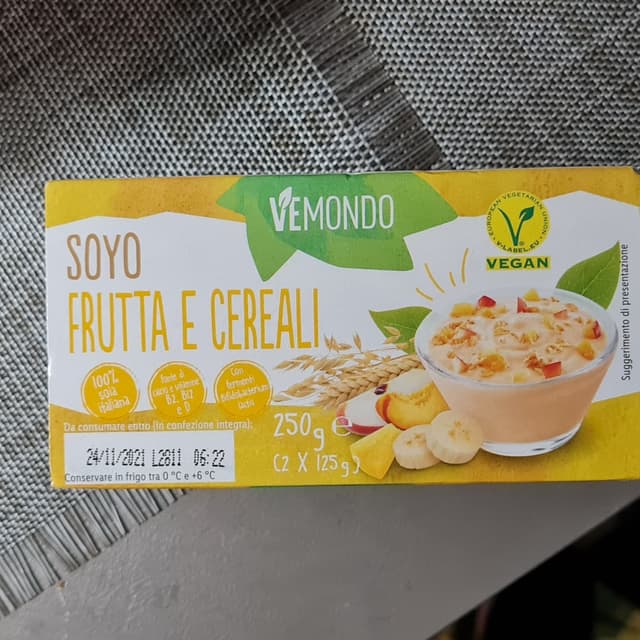 VEMONDO
EUROPEAN VEGETARIAN UNION
V-LABEL.EU
VEGAN
SOYO
FRUTTA E CEREALI
100%
soia
italiana
fonte di
calcio e vitamine
B2, B12
e D
Con
fermenti
Bifidobacterium
lactis
Da consumare entro (in confezione integra):
24/11/2021 L2811 06:22
Conservare in frigo tra 0 °C e +6 °C
250g e
(2 X 125g)
Suggerimento di presentazione